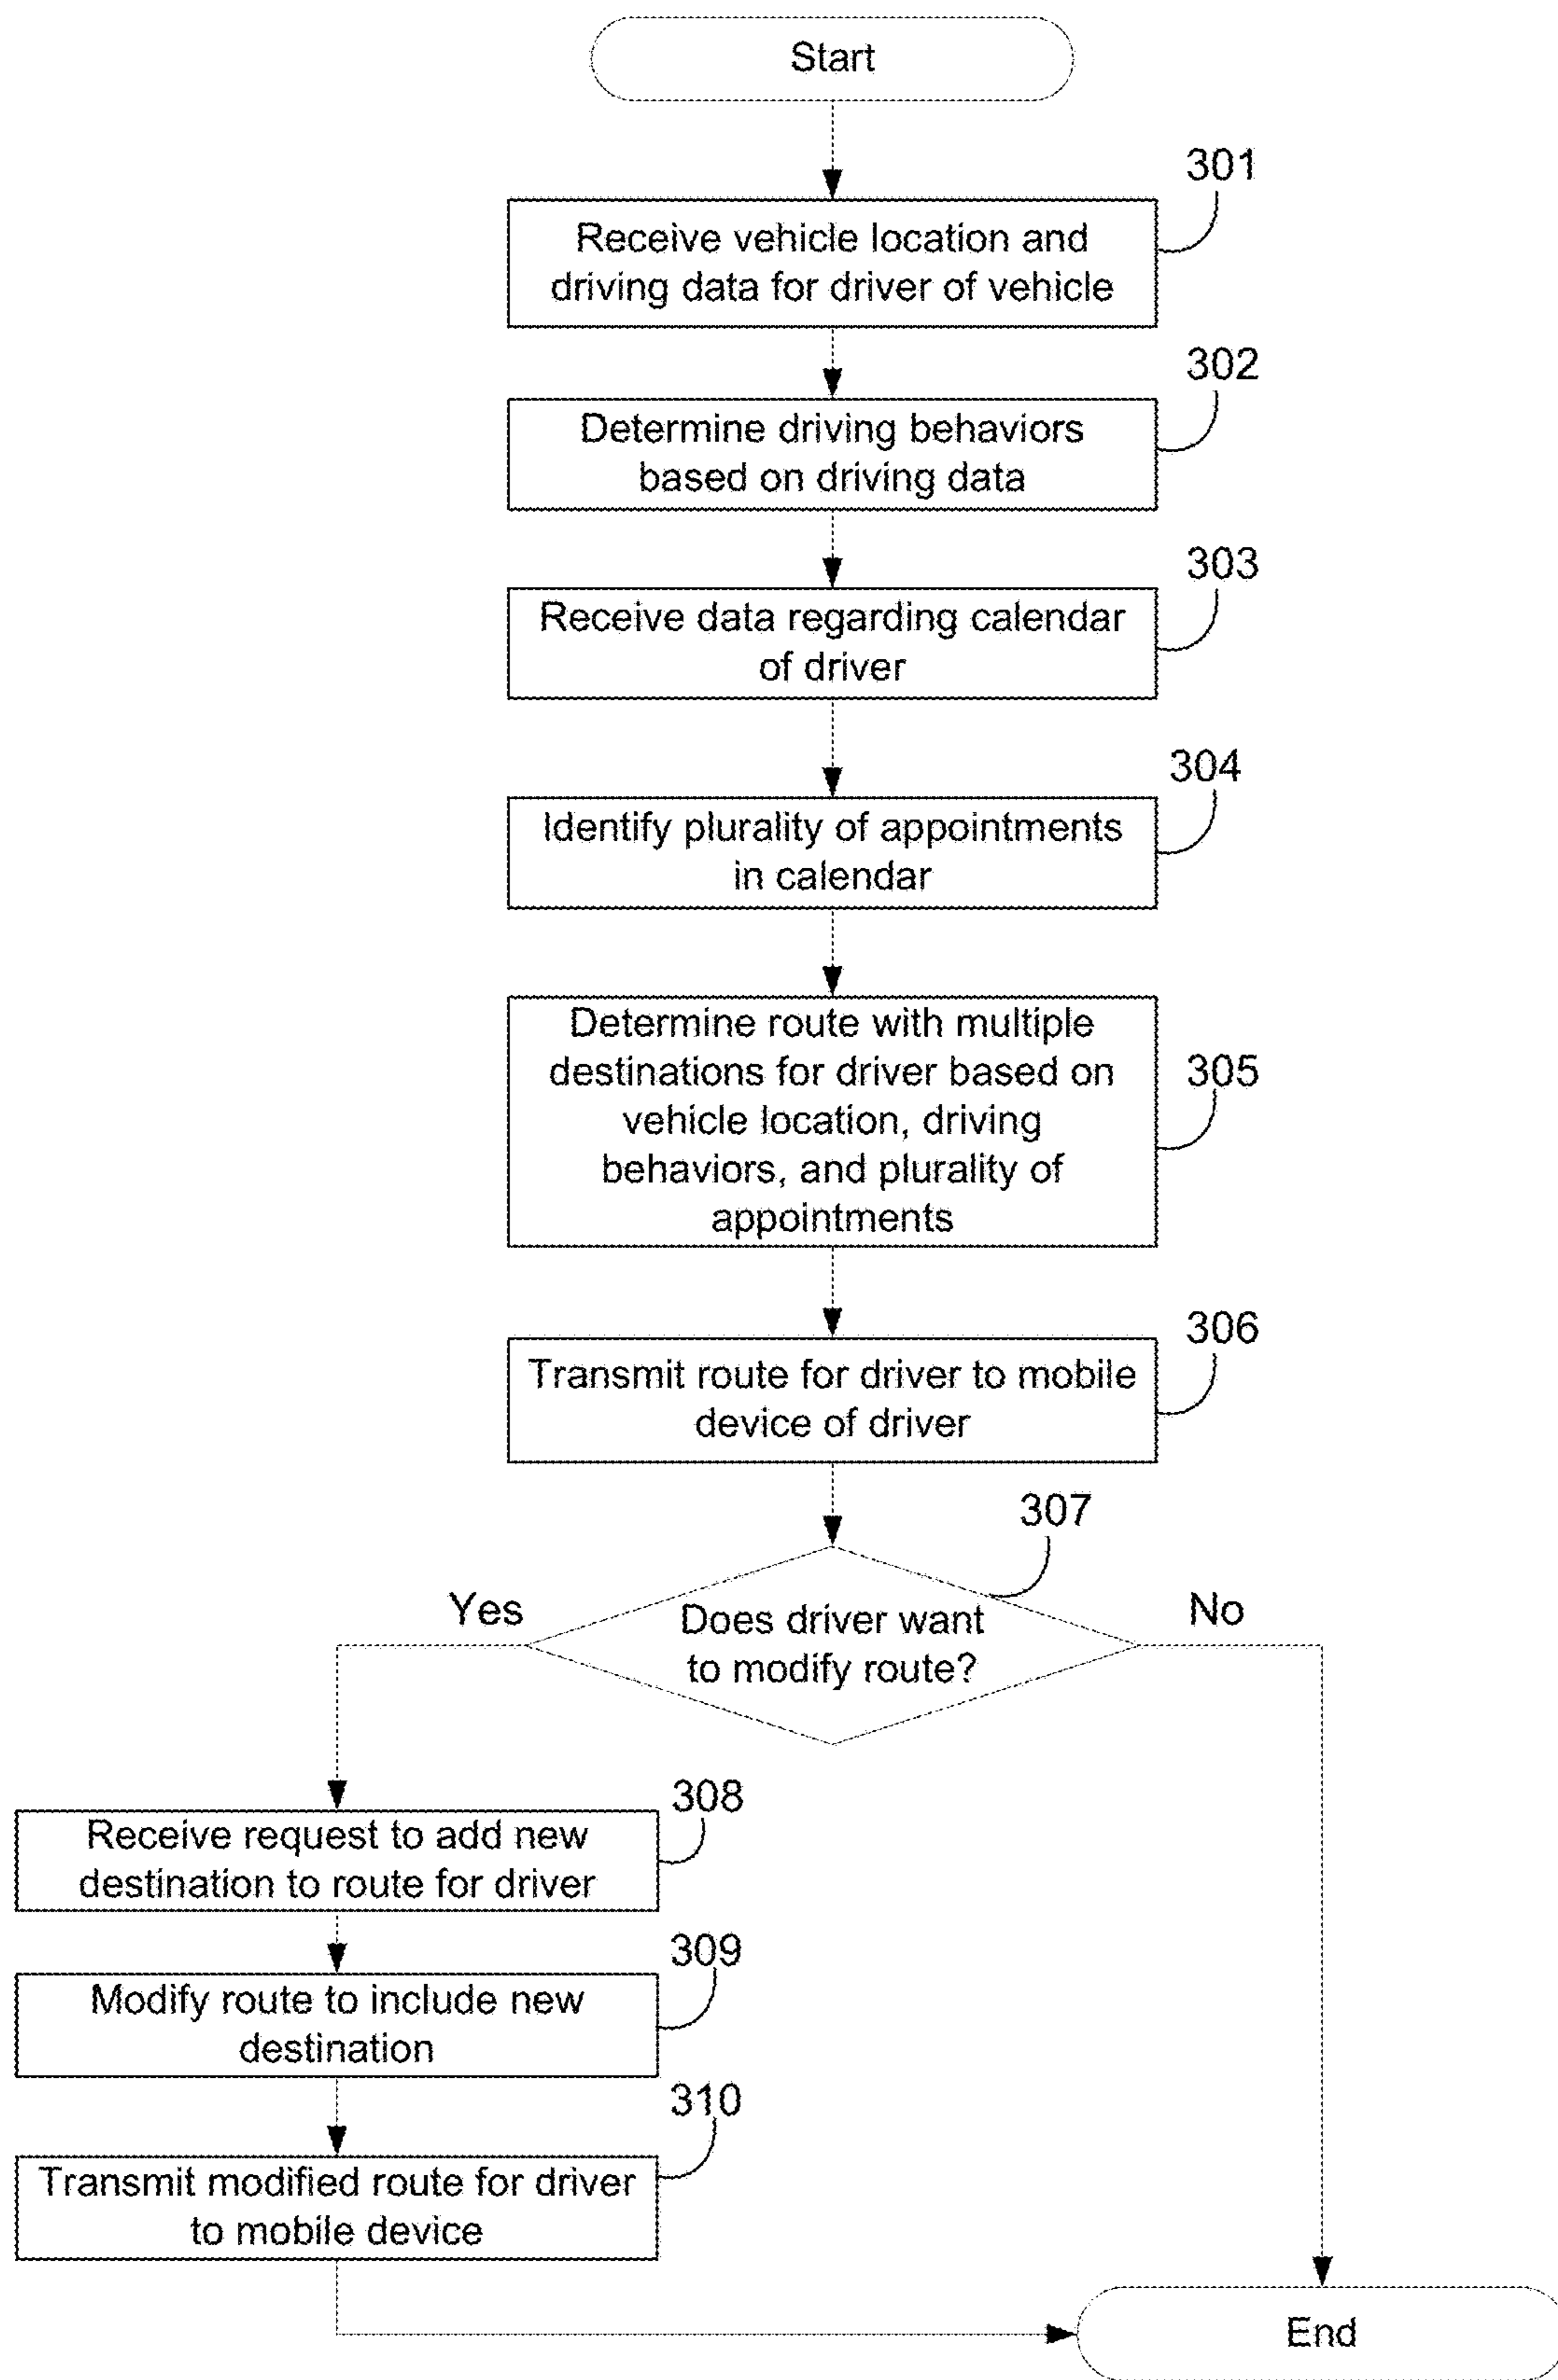 Start
301
Receive vehicle location and
driving data for driver of vehicle
302
Determine driving behaviors
based on driving data
303
Receive data regarding calendar
of driver
304
Identify plurality of appointments
in calendar
Determine route with multiple
destinations for driver based on
vehicle location, driving
behaviors, and plurality of
appointments
305
306
Transmit route for driver to mobile
device of driver
307
Yes
Does driver want
to modify route?
No
308
Receive request to add new
destination to route for driver
309
Modify route to include new
destination
310
Transmit modified route for driver
to mobile device
End